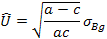 Û = √((a − c)/(ac)) σ_Bg